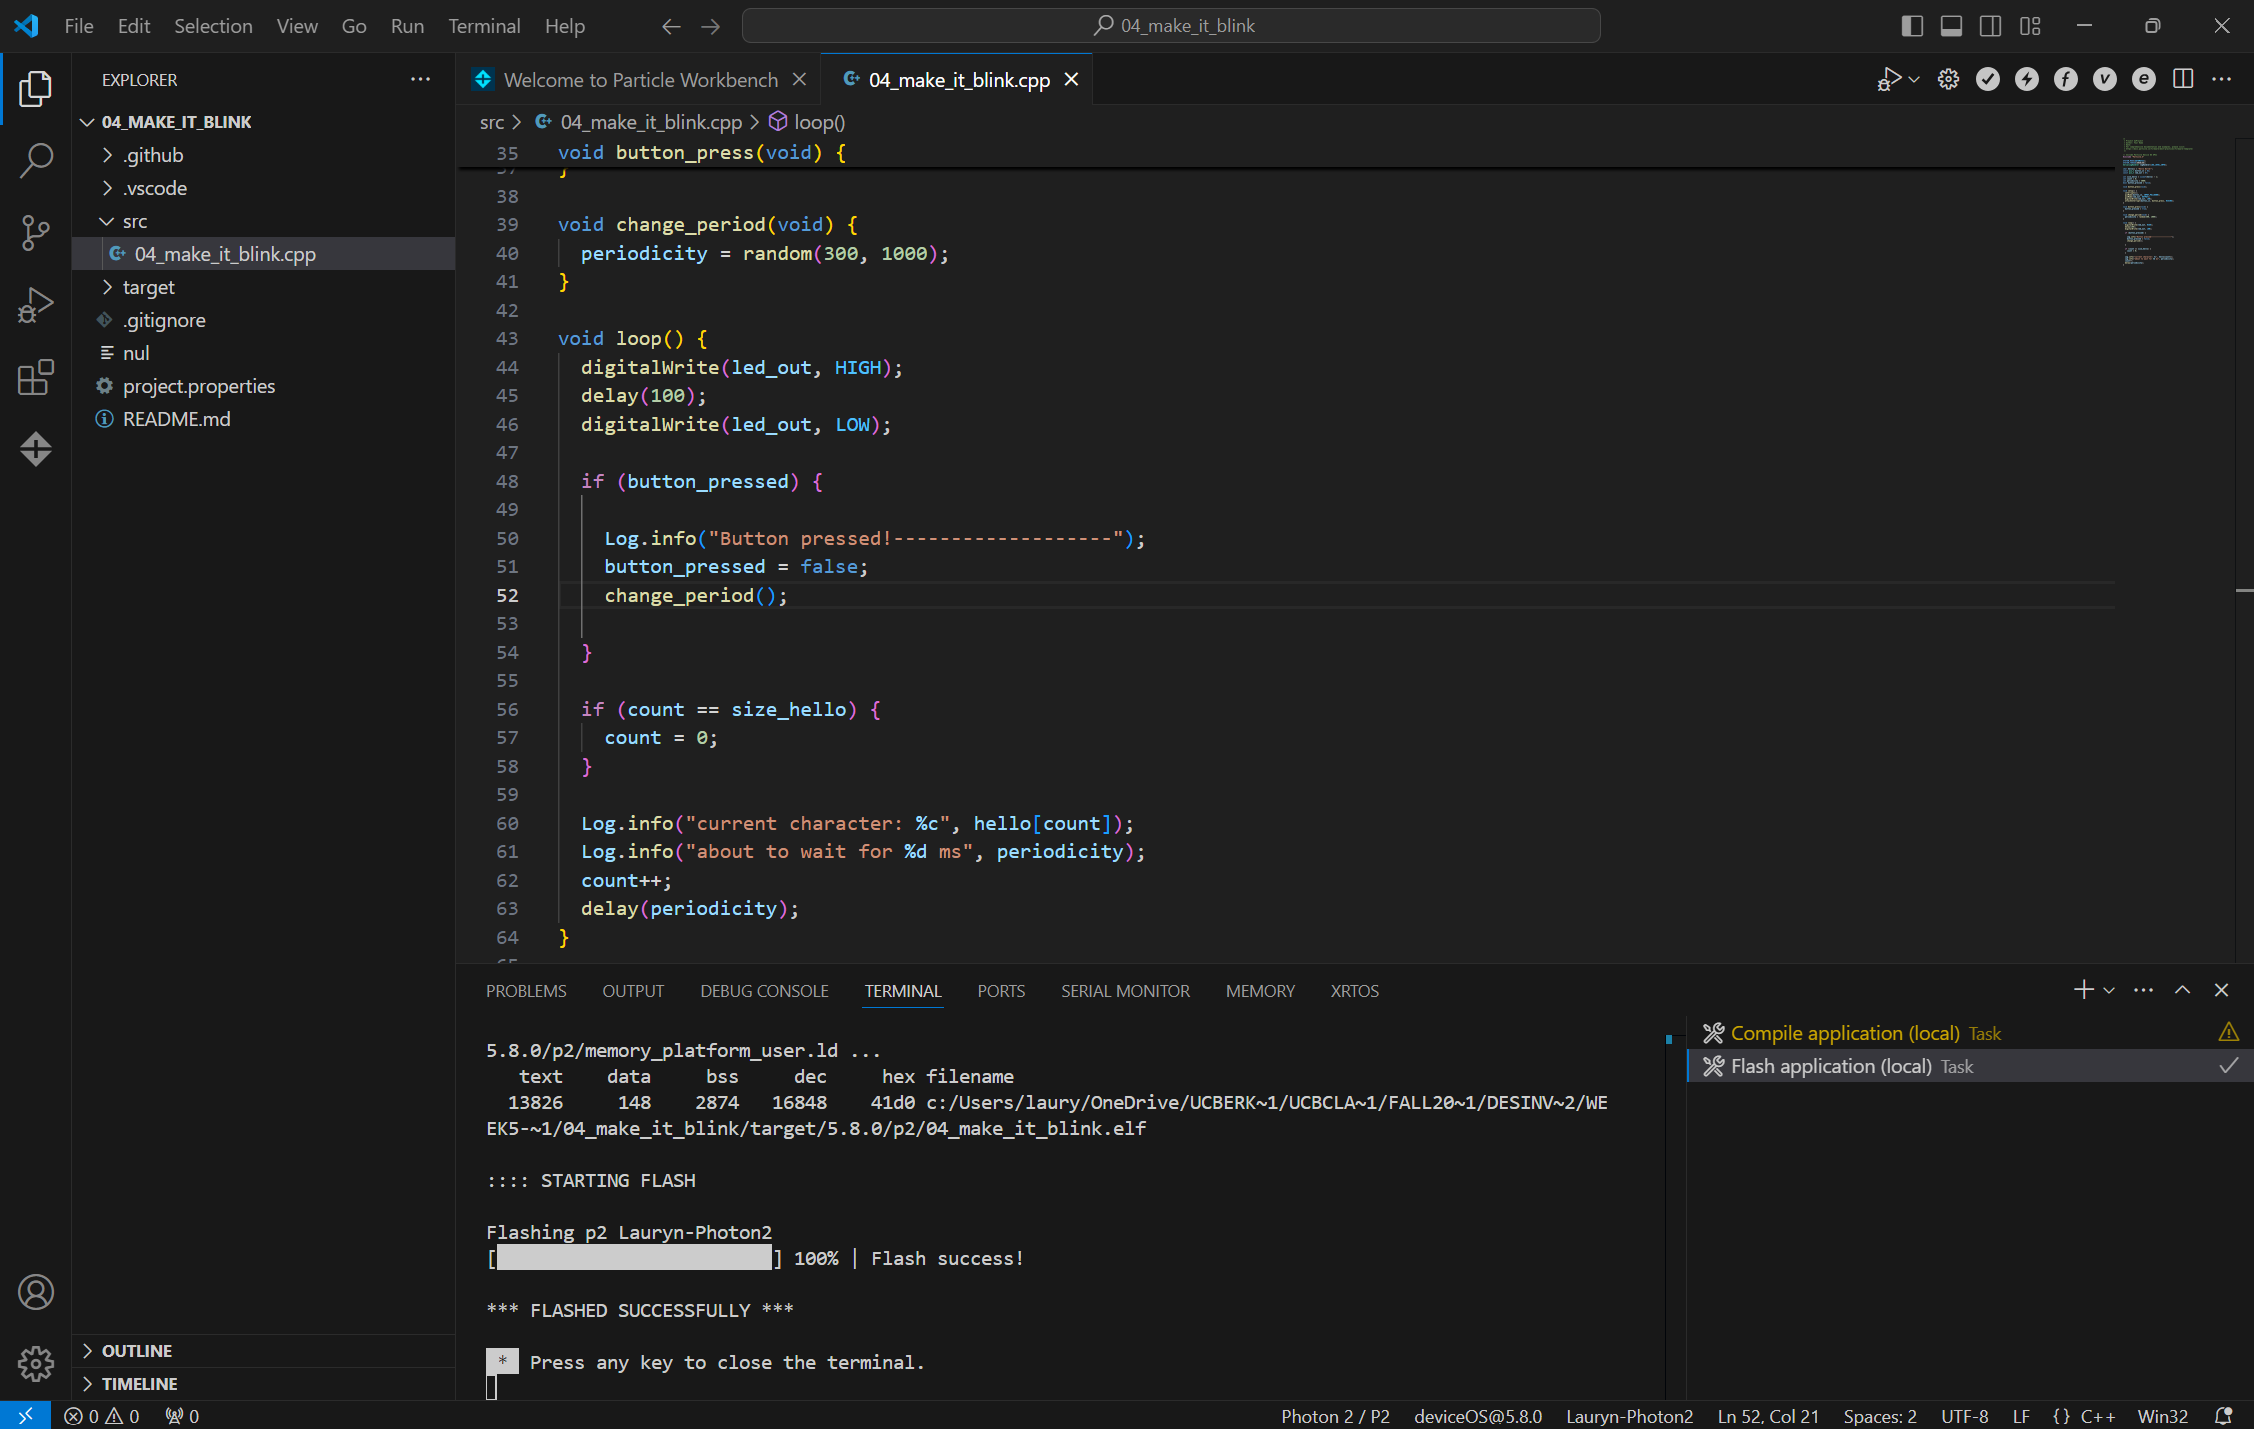 File Edit Selection View Go Run Terminal Help
04_make_it_blink
EXPLORER
04_MAKE_IT_BLINK
.github
.vscode
src
04_make_it_blink.cpp
target
.gitignore
nul
project.properties
README.md
OUTLINE
TIMELINE
Welcome to Particle Workbench
04_make_it_blink.cpp
src > 04_make_it_blink.cpp > loop()
35 void button_press(void) {
37 }
38
39 void change_period(void) {
40 periodicity = random(300, 1000);
41 }
42
43 void loop() {
44 digitalWrite(led_out, HIGH);
45 delay(100);
46 digitalWrite(led_out, LOW);
47
48 if (button_pressed) {
49
50 Log.info("Button pressed!-------------------");
51 button_pressed = false;
52 change_period();
53
54 }
55
56 if (count == size_hello) {
57 count = 0;
58 }
59
60 Log.info("current character: %c", hello[count]);
61 Log.info("about to wait for %d ms", periodicity);
62 count++;
63 delay(periodicity);
64 }
65
PROBLEMS OUTPUT DEBUG CONSOLE TERMINAL PORTS SERIAL MONITOR MEMORY XRTOS
5.8.0/p2/memory_platform_user.ld ...
text data bss dec hex filename
13826 148 2874 16848 41d0 c:/Users/laury/OneDrive/UCBERK~1/UCBCLA~1/FALL20~1/DESINV~2/WE
EK5-~1/04_make_it_blink/target/5.8.0/p2/04_make_it_blink.elf
:::: STARTING FLASH
Flashing p2 Lauryn-Photon2
[ ] 100% | Flash success!
*** FLASHED SUCCESSFULLY ***
* Press any key to close the terminal.
Compile application (local) Task
Flash application (local) Task
0 0 0
Photon 2 / P2 deviceOS@5.8.0 Lauryn-Photon2 Ln 52, Col 21 Spaces: 2 UTF-8 LF {} C++ Win32